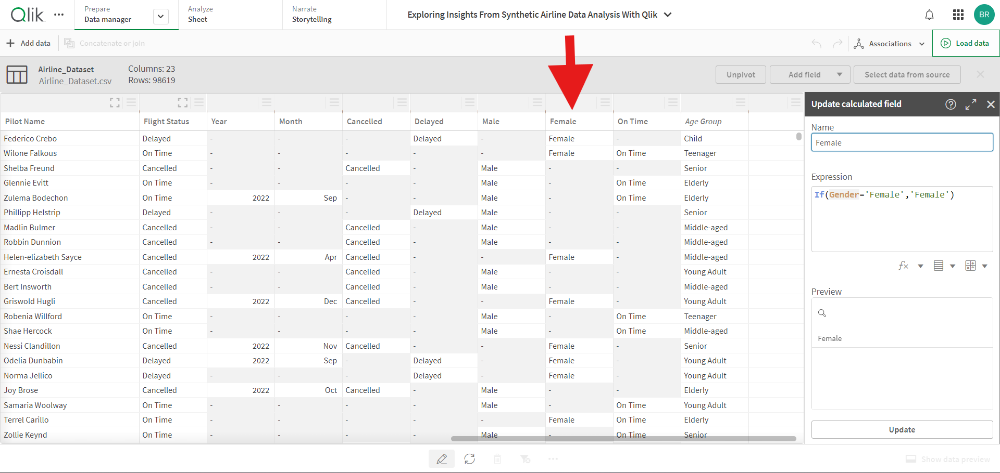 Qlik
Prepare
Data manager
Analyze
Sheet
Narrate
Storytelling
Exploring Insights From Synthetic Airline Data Analysis With Qlik
BR
Add data
Concatenate or join
Associations
Load data
Airline_Dataset
Airline_Dataset.csv
Columns: 23
Rows: 98619
Unpivot
Add field
Select data from source
Pilot Name Flight Status Year Month Cancelled Delayed Male Female On Time Age Group
Federico Crebo Delayed - - - Delayed - Female - Child
Wilone Falkous On Time - - - - - Female On Time Teenager
Shelba Freund Cancelled - - Cancelled - Male - - Senior
Glennie Evitt On Time - - - - Male - On Time Elderly
Zulema Bodechon On Time 2022 Sep - - Male - On Time Elderly
Phillipp Helstrip Delayed - - - Delayed Male - - Senior
Madlin Bulmer Cancelled - - Cancelled - Male - - Middle-aged
Robbin Dunnion Cancelled - - Cancelled - Male - - Middle-aged
Helen-elizabeth Sayce Cancelled 2022 Apr Cancelled - - Female - Middle-aged
Ernesta Croisdall Cancelled - - Cancelled - Male - - Young Adult
Bert Insworth Cancelled - - Cancelled - Male - - Middle-aged
Griswold Hugli Cancelled 2022 Dec Cancelled - - Female - Young Adult
Robenia Willford On Time - - - - Male - On Time Teenager
Shae Hercock On Time - - - - Male - On Time Middle-aged
Nessi Clandillon Cancelled 2022 Nov Cancelled - - Female - Senior
Odelia Dunbabin Delayed 2022 Sep - Delayed - Female - Young Adult
Norma Jellico Delayed - - - Delayed - Female - Young Adult
Joy Brose Cancelled 2022 Oct Cancelled - Male - - Elderly
Samaria Woolway On Time - - - - Male - On Time Young Adult
Terrel Carillo On Time - - - - - Female On Time Elderly
Zollie Keynd On Time - - - - Male - On Time Senior
Update calculated field
Name
Female
Expression
If(Gender='Female','Female')
fx
Preview
Female
Update
Show data preview